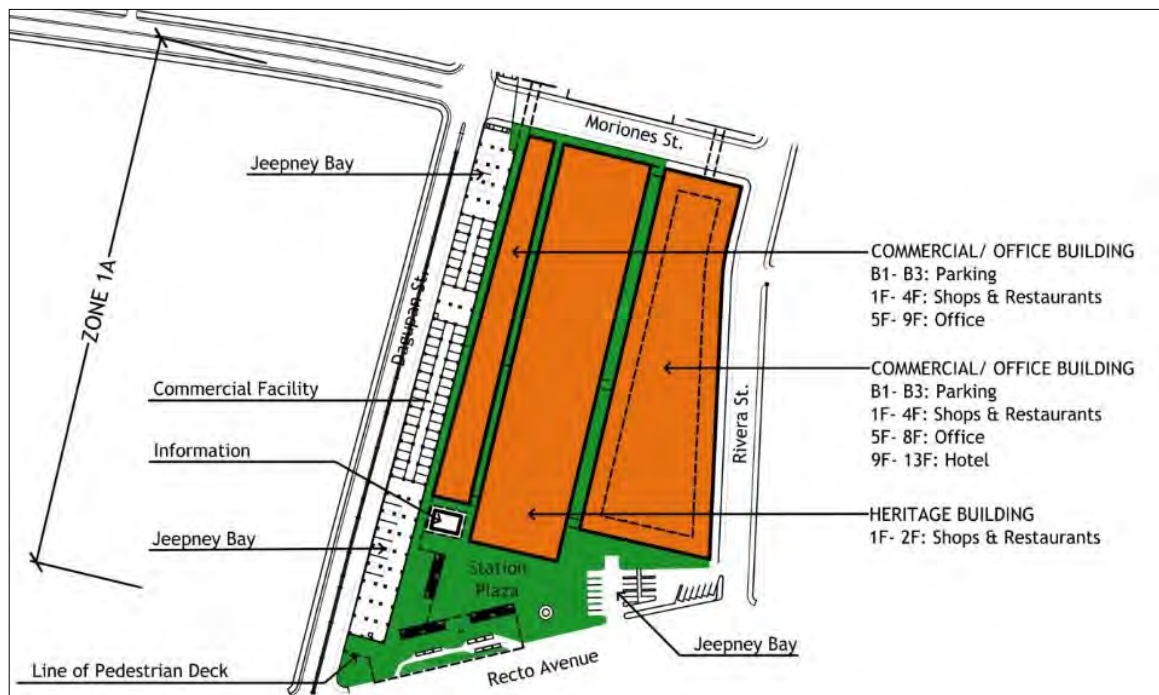 Moriones St.
Jeepney Bay
ZONE 1A
Dagupan St.
Commercial Facility
Information
Jeepney Bay
Line of Pedestrian Deck
Station
Plaza
Recto Avenue
Jeepney Bay
Rivera St.
COMMERCIAL/ OFFICE BUILDING
B1- B3: Parking
1F- 4F: Shops & Restaurants
5F- 9F: Office
COMMERCIAL/ OFFICE BUILDING
B1- B3: Parking
1F- 4F: Shops & Restaurants
5F- 8F: Office
9F- 13F: Hotel
HERITAGE BUILDING
1F- 2F: Shops & Restaurants